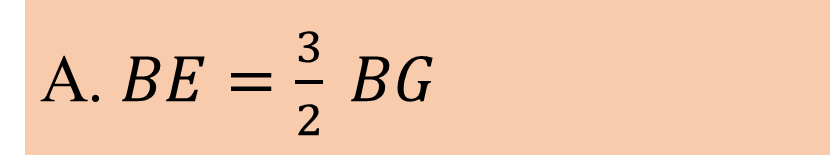 A. BE = 3/2 BG